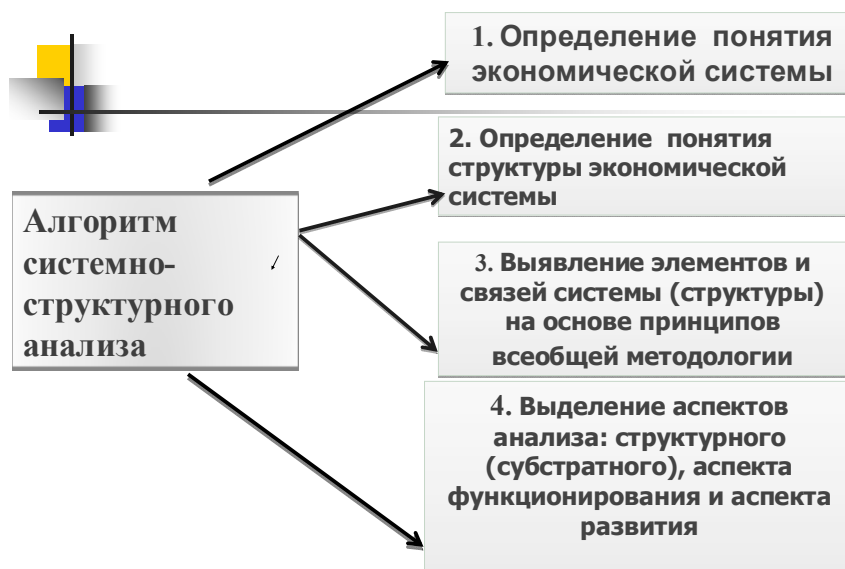 Алгоритм
системно-
структурного
анализа
1. Определение понятия
экономической системы
2. Определение понятия
структуры экономической
системы
3. Выявление элементов и
связей системы (структуры)
на основе принципов
всеобщей методологии
4. Выделение аспектов
анализа: структурного
(субстратного), аспекта
функционирования и аспекта
развития